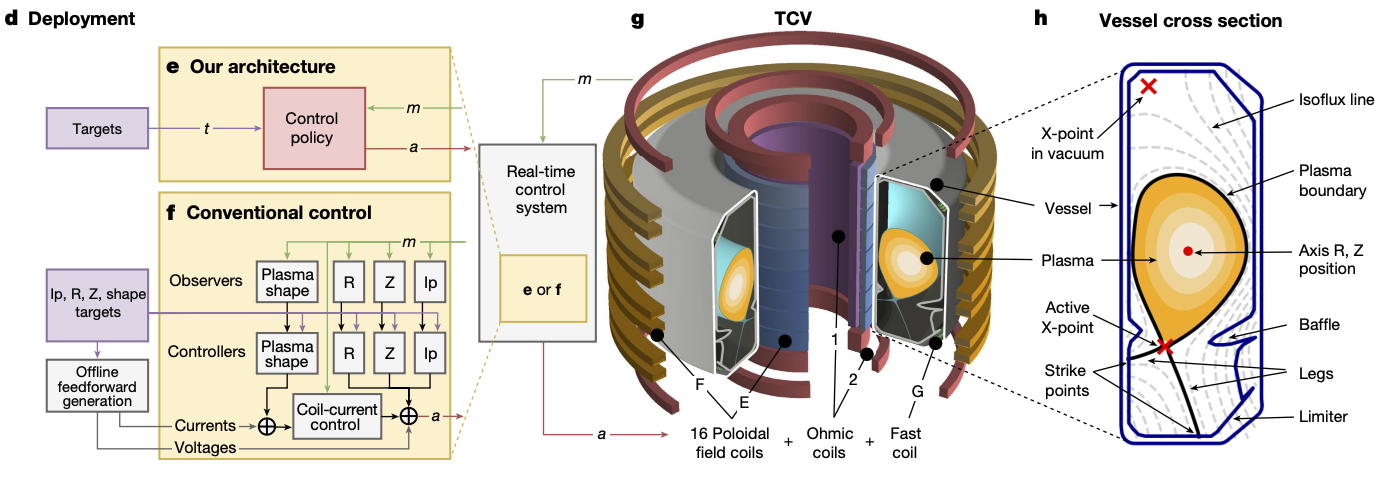 d Deployment
e Our architecture
Targets
t
Control
policy
m
a
f Conventional control
m
Observers
Plasma
shape
R
Z
Ip
Ip, R, Z, shape
targets
Controllers
Plasma
shape
R
Z
Ip
Offline
feedforward
generation
Coil-current
control
a
Currents
Voltages
m
Real-time
control
system
e or f
a
g TCV
Vessel
Plasma
F
E
1
2
G
16 Poloidal
field coils
+
Ohmic
coils
+
Fast
coil
h Vessel cross section
X-point
in vacuum
Isoflux line
Plasma
boundary
Axis R, Z
position
Active
X-point
Baffle
Strike
points
Legs
Limiter